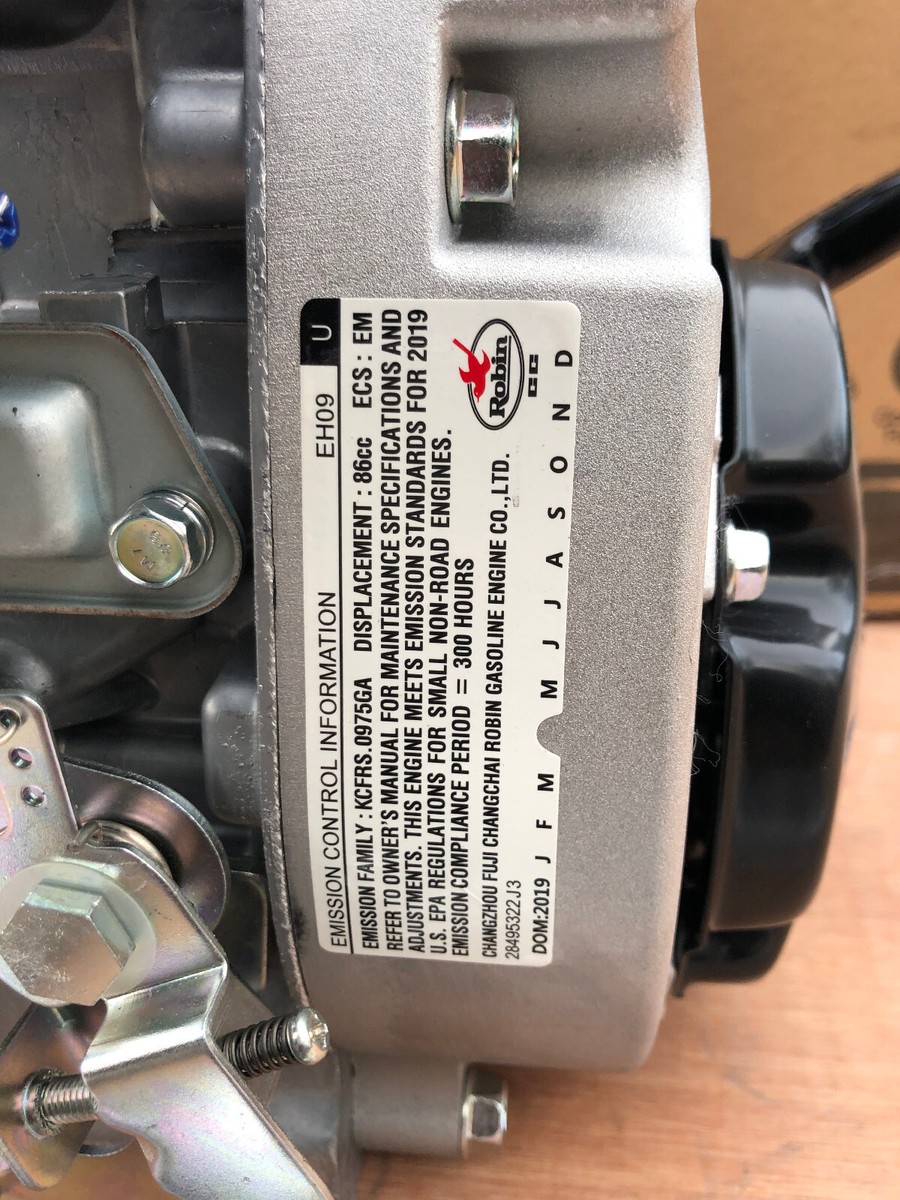 EMISSION CONTROL INFORMATION EH09 U
EMISSION FAMILY : KCFRS.0975GA DISPLACEMENT : 86cc ECS : EM
REFER TO OWNER'S MANUAL FOR MAINTENANCE SPECIFICATIONS AND
ADJUSTMENTS. THIS ENGINE MEETS EMISSION STANDARDS FOR 2019
U.S. EPA REGULATIONS FOR SMALL NON-ROAD ENGINES.
EMISSION COMPLIANCE PERIOD = 300 HOURS
Robin
CHANGZHOU FUJI CHANGCHAI ROBIN GASOLINE ENGINE CO.,LTD.
28495322J3
DOM:2019 J F M M J J A S O N D